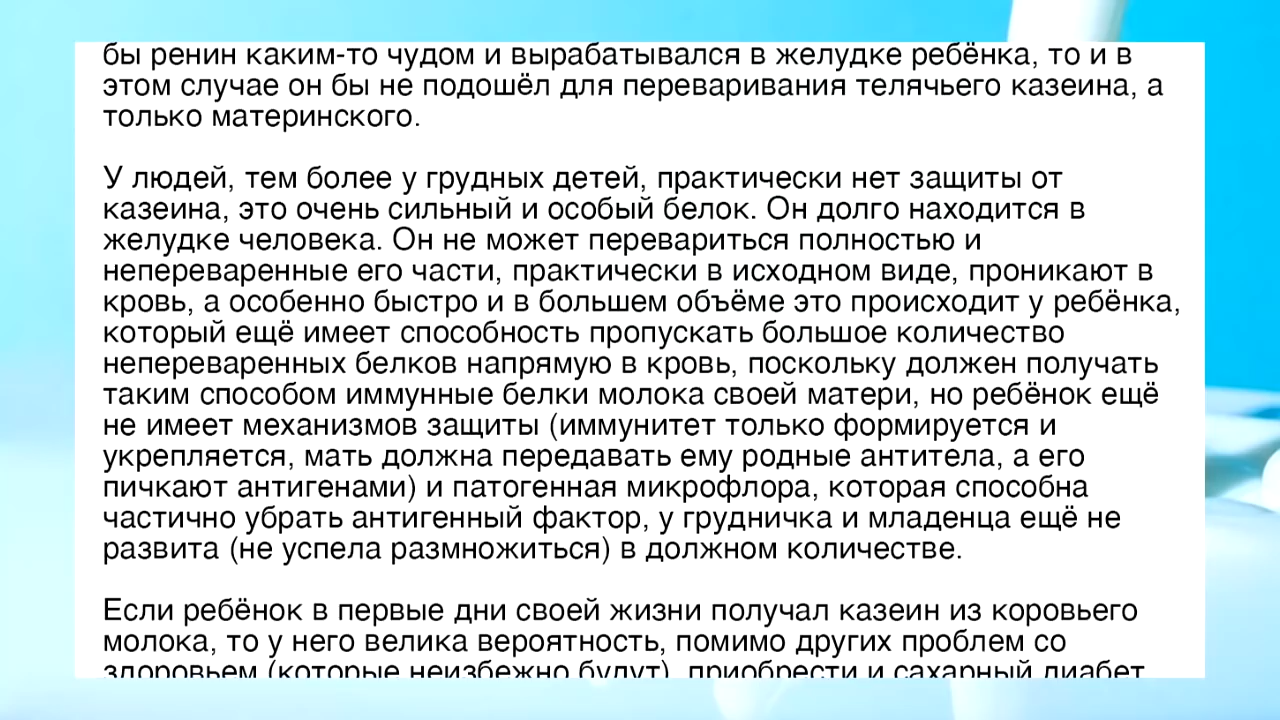 бы ренин каким-то чудом и вырабатывался в желудке ребёнка, то и в
этом случае он бы не подошёл для переваривания телячьего казеина, а
только материнского.
У людей, тем более у грудных детей, практически нет защиты от
казеина, это очень сильный и особый белок. Он долго находится в
желудке человека. Он не может перевариться полностью и
непереваренные его части, практически в исходном виде, проникают в
кровь, а особенно быстро и в большем объёме это происходит у ребёнка,
который ещё имеет способность пропускать большое количество
непереваренных белков напрямую в кровь, поскольку должен получать
таким способом иммунные белки молока своей матери, но ребёнок ещё
не имеет механизмов защиты (иммунитет только формируется и
укрепляется, мать должна передавать ему родные антитела, а его
пичкают антигенами) и патогенная микрофлора, которая способна
частично убрать антигенный фактор, у грудничка и младенца ещё не
развита (не успела размножиться) в должном количестве.
Если ребёнок в первые дни своей жизни получал казеин из коровьего
молока, то у него велика вероятность, помимо других проблем со
здоровьем (которые неизбежно будут), приобрести и сахарный диабет